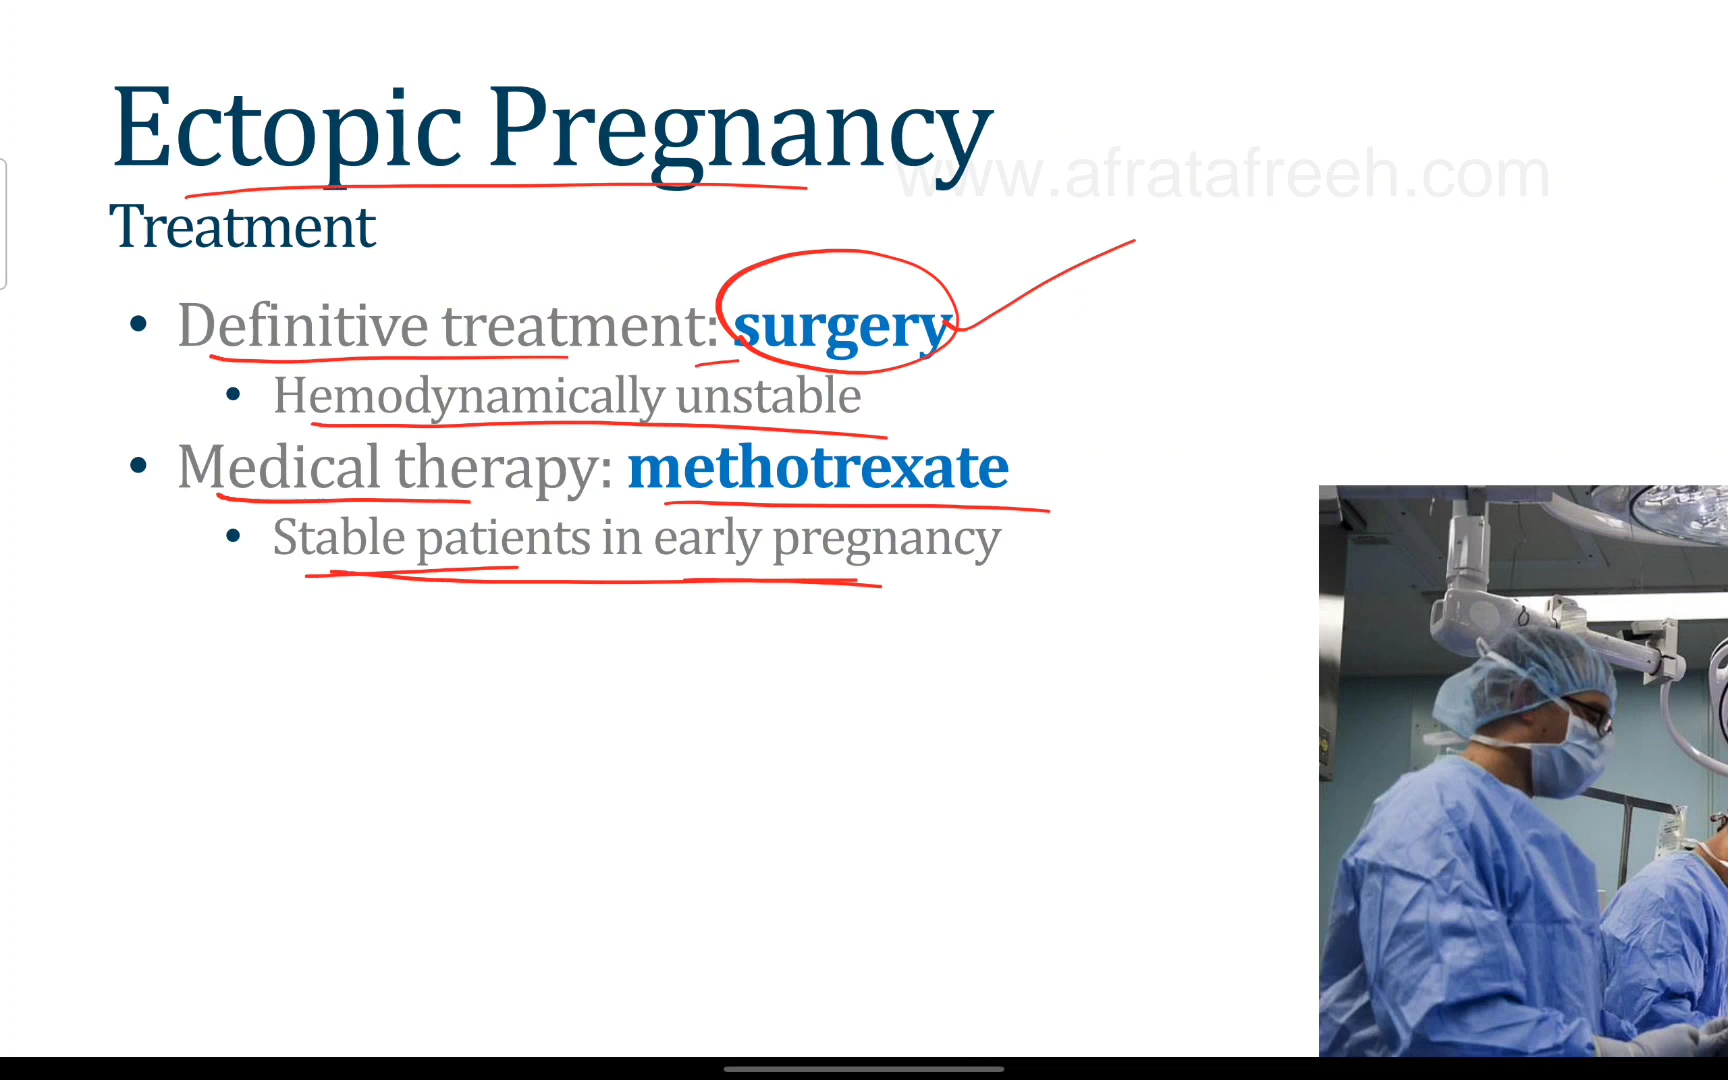 Ectopic Pregnancy
www.afratafreeh.com
Treatment
• Definitive treatment: surgery
• Hemodynamically unstable
• Medical therapy: methotrexate
• Stable patients in early pregnancy